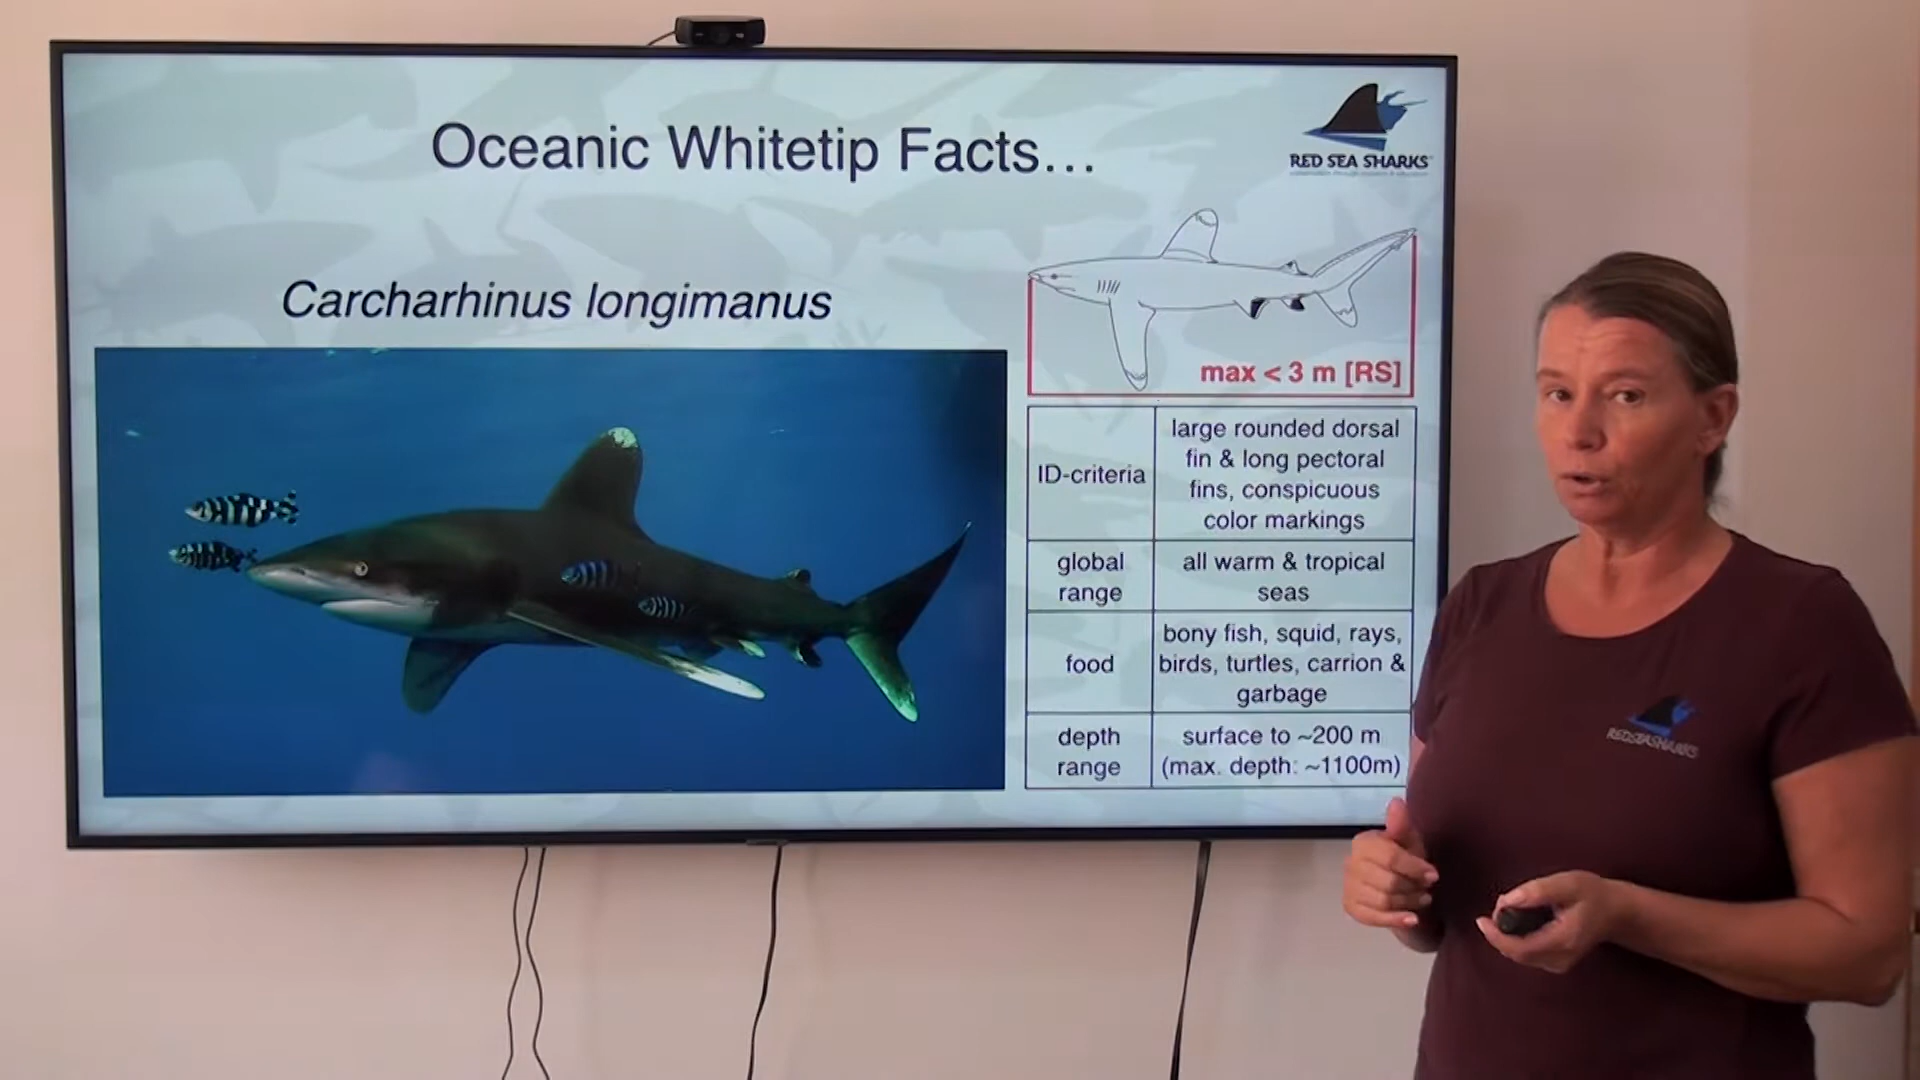 Oceanic Whitetip Facts...
RED SEA SHARKS
Carcharhinus longimanus
max < 3 m [RS]
ID-criteria
large rounded dorsal
fin & long pectoral
fins, conspicuous
color markings
global
range
all warm & tropical
seas
food
bony fish, squid, rays,
birds, turtles, carrion &
garbage
depth
range
surface to ~200 m
(max. depth: ~1100m)
REDSEASHARKS